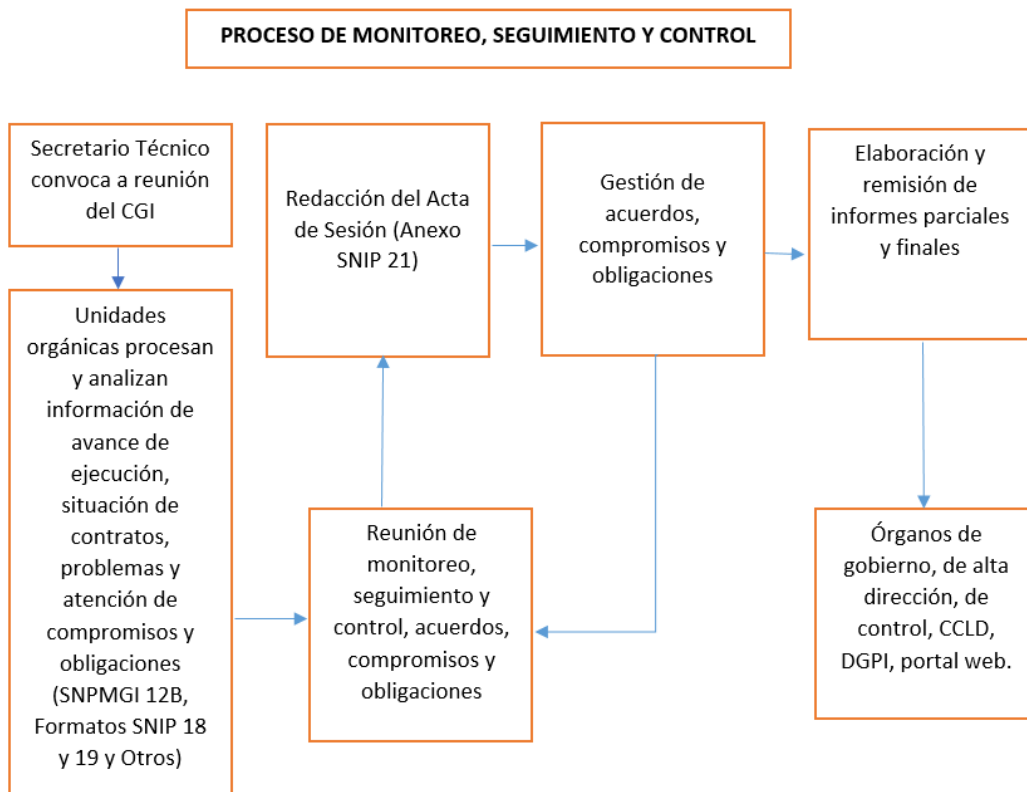 PROCESO DE MONITOREO, SEGUIMIENTO Y CONTROL
Secretario Técnico
convoca a reunión
del CGI
Unidades
orgánicas procesan
y analizan
información de
avance de
ejecución,
situación de
contratos,
problemas y
atención de
compromisos y
obligaciones
(SNPMGI 12B,
Formatos SNIP 18
y 19 y Otros)
Reunión de
monitoreo,
seguimiento y
control, acuerdos,
compromisos y
obligaciones
Redacción del Acta
de Sesión (Anexo
SNIP 21)
Gestión de
acuerdos,
compromisos y
obligaciones
Elaboración y
remisión de
informes parciales
y finales
Órganos de
gobierno, de alta
dirección, de
control, CCLD,
DGPI, portal web.